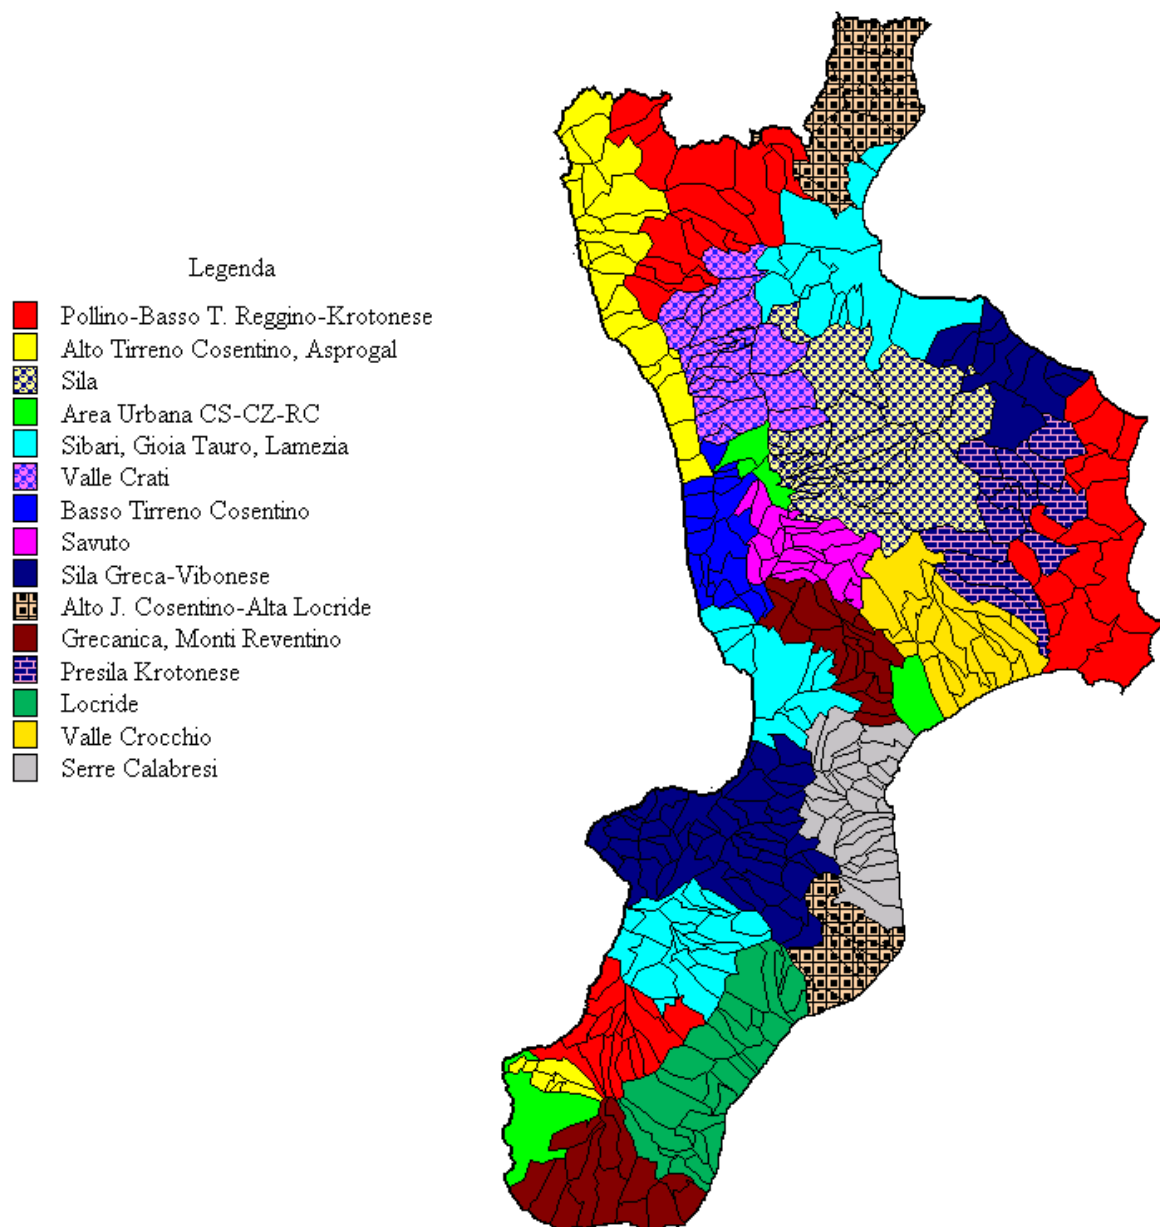 Legenda
Pollino-Basso T. Reggino-Krotonese
Alto Tirreno Cosentino, Asprogal
Sila
Area Urbana CS-CZ-RC
Sibari, Gioia Tauro, Lamezia
Valle Crati
Basso Tirreno Cosentino
Savuto
Sila Greca-Vibonese
Alto J. Cosentino-Alta Locride
Grecanica, Monti Reventino
Presila Krotonese
Locride
Valle Crocchio
Serre Calabresi